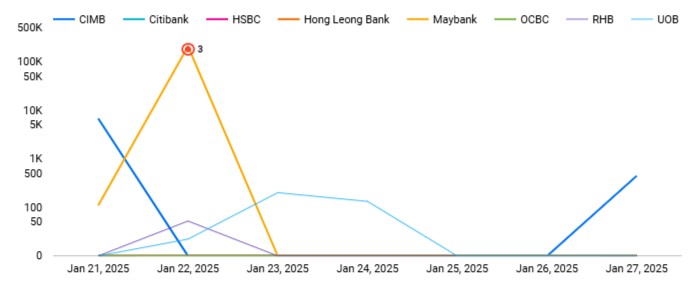 CIMB Citibank HSBC Hong Leong Bank Maybank OCBC RHB UOB
500K
3
100K
50K
10K
5K
1K
500
100
50
0
Jan 21, 2025 Jan 22, 2025 Jan 23, 2025 Jan 24, 2025 Jan 25, 2025 Jan 26, 2025 Jan 27, 2025